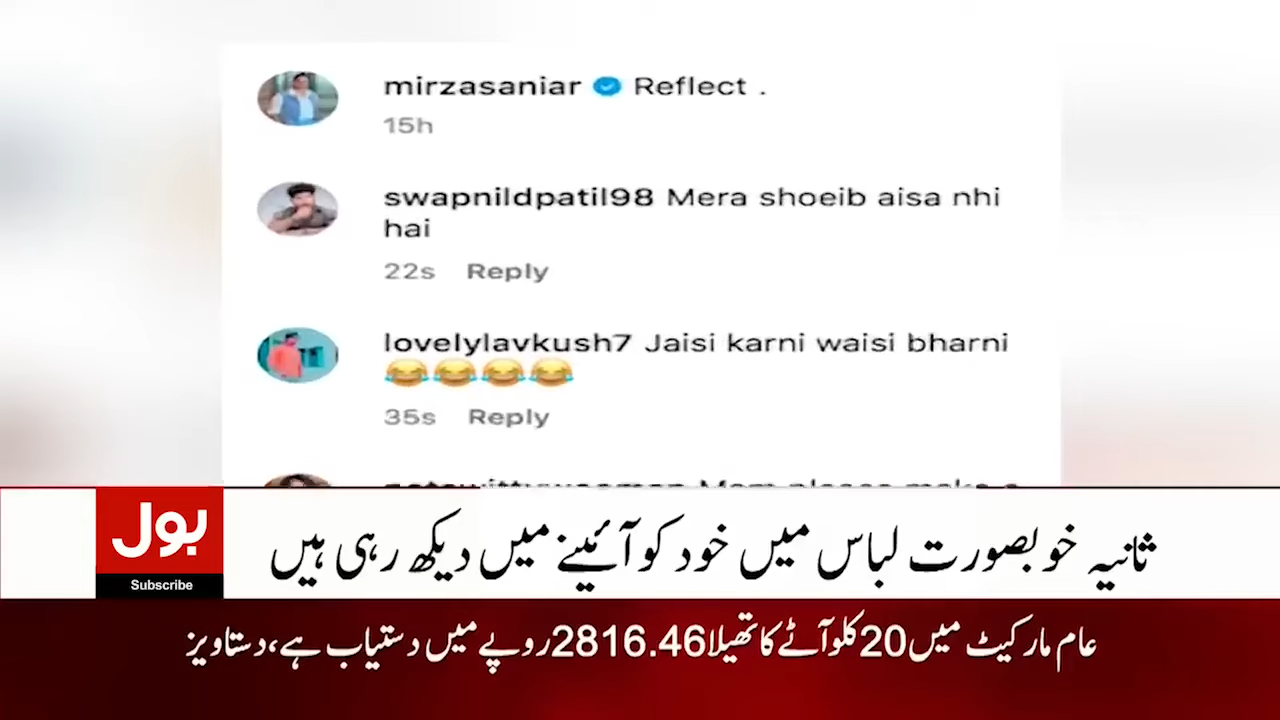 mirzasaniar Reflect .
15h
swapnildpatil98 Mera shoeib aisa nhi
hai
22s Reply
lovelylavkush7 Jaisi karni waisi bharni
😂😂😂😂
35s Reply
بول
Subscribe
ثانیہ خوبصورت لباس میں خود کو آئینے میں دیکھ رہی ہیں
عام مارکیٹ میں 20 کلو آٹے کا تھیلا 2816.46 روپے میں دستیاب ہے، دستاویز